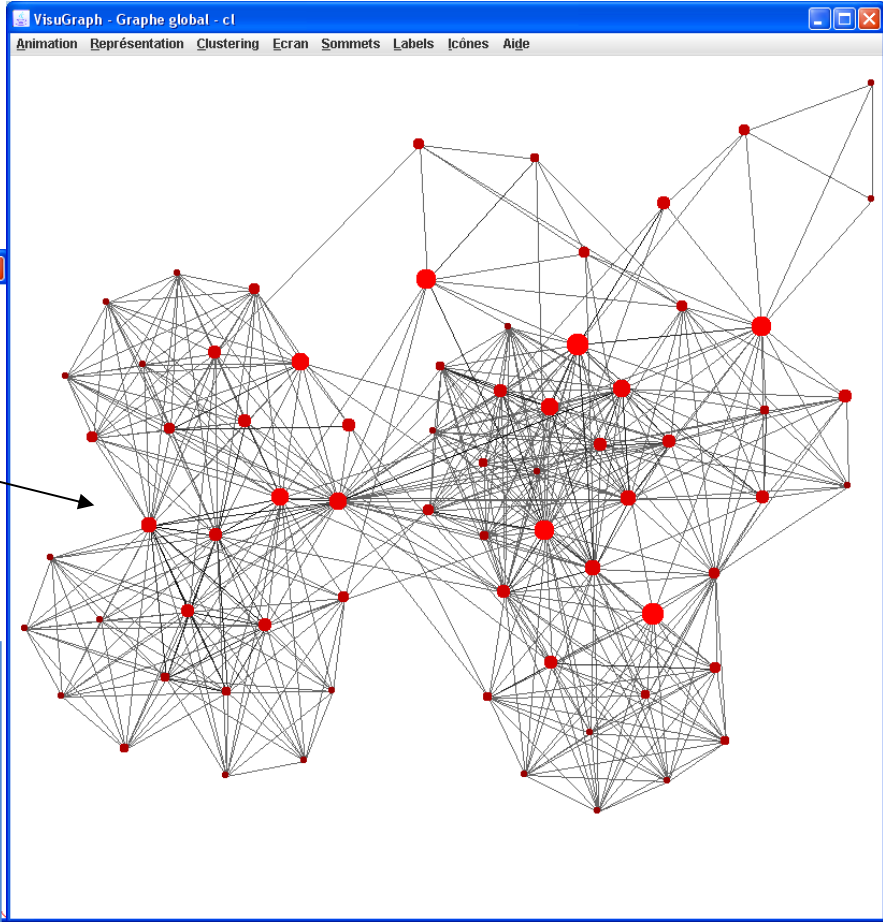 VisuGraph - Graphe global - cl
Animation Représentation Clustering Ecran Sommets Labels Icônes Aide